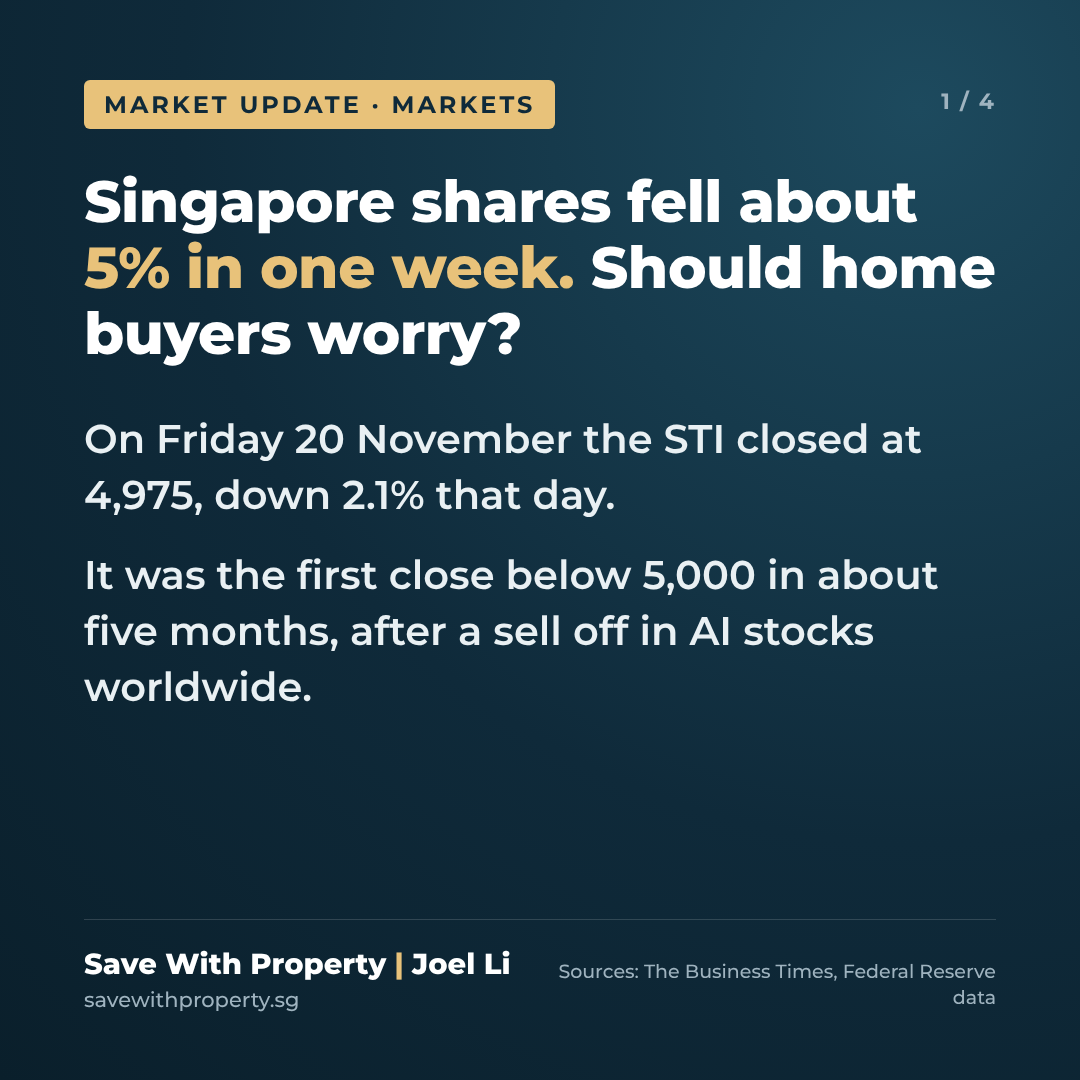 MARKET UPDATE · MARKETS
1 / 4
Singapore shares fell about
5% in one week. Should home
buyers worry?
On Friday 20 November the STI closed at
4,975, down 2.1% that day.
It was the first close below 5,000 in about
five months, after a sell off in AI stocks
worldwide.
Save With Property | Joel Li
savewithproperty.sg
Sources: The Business Times, Federal Reserve
data